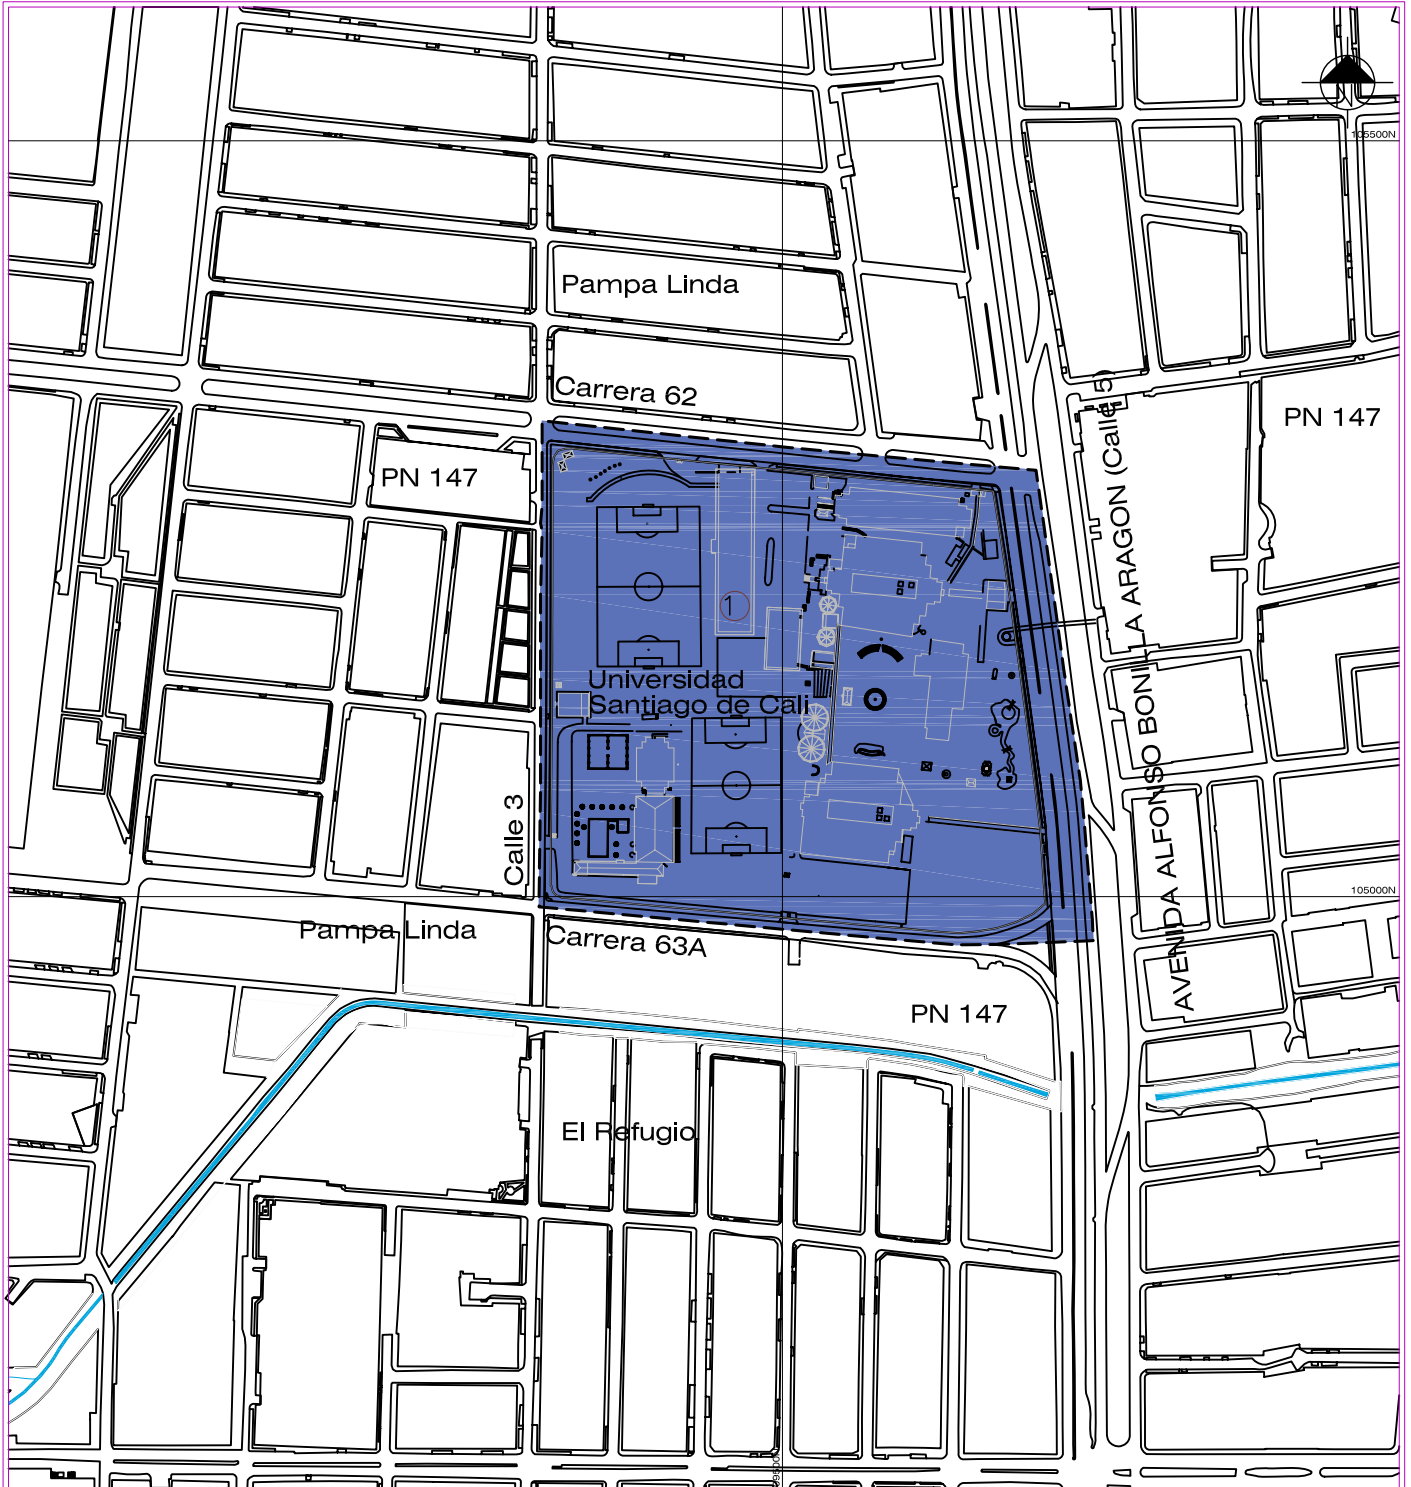 N
105500N
Pampa Linda
Carrera 62
AVENIDA ALFONSO BONILLA ARAGON (Calle 5)
PN 147
PN 147
1
Universidad
Santiago de Cali
Calle 3
105000N
Pampa Linda
Carrera 63A
PN 147
El Refugio